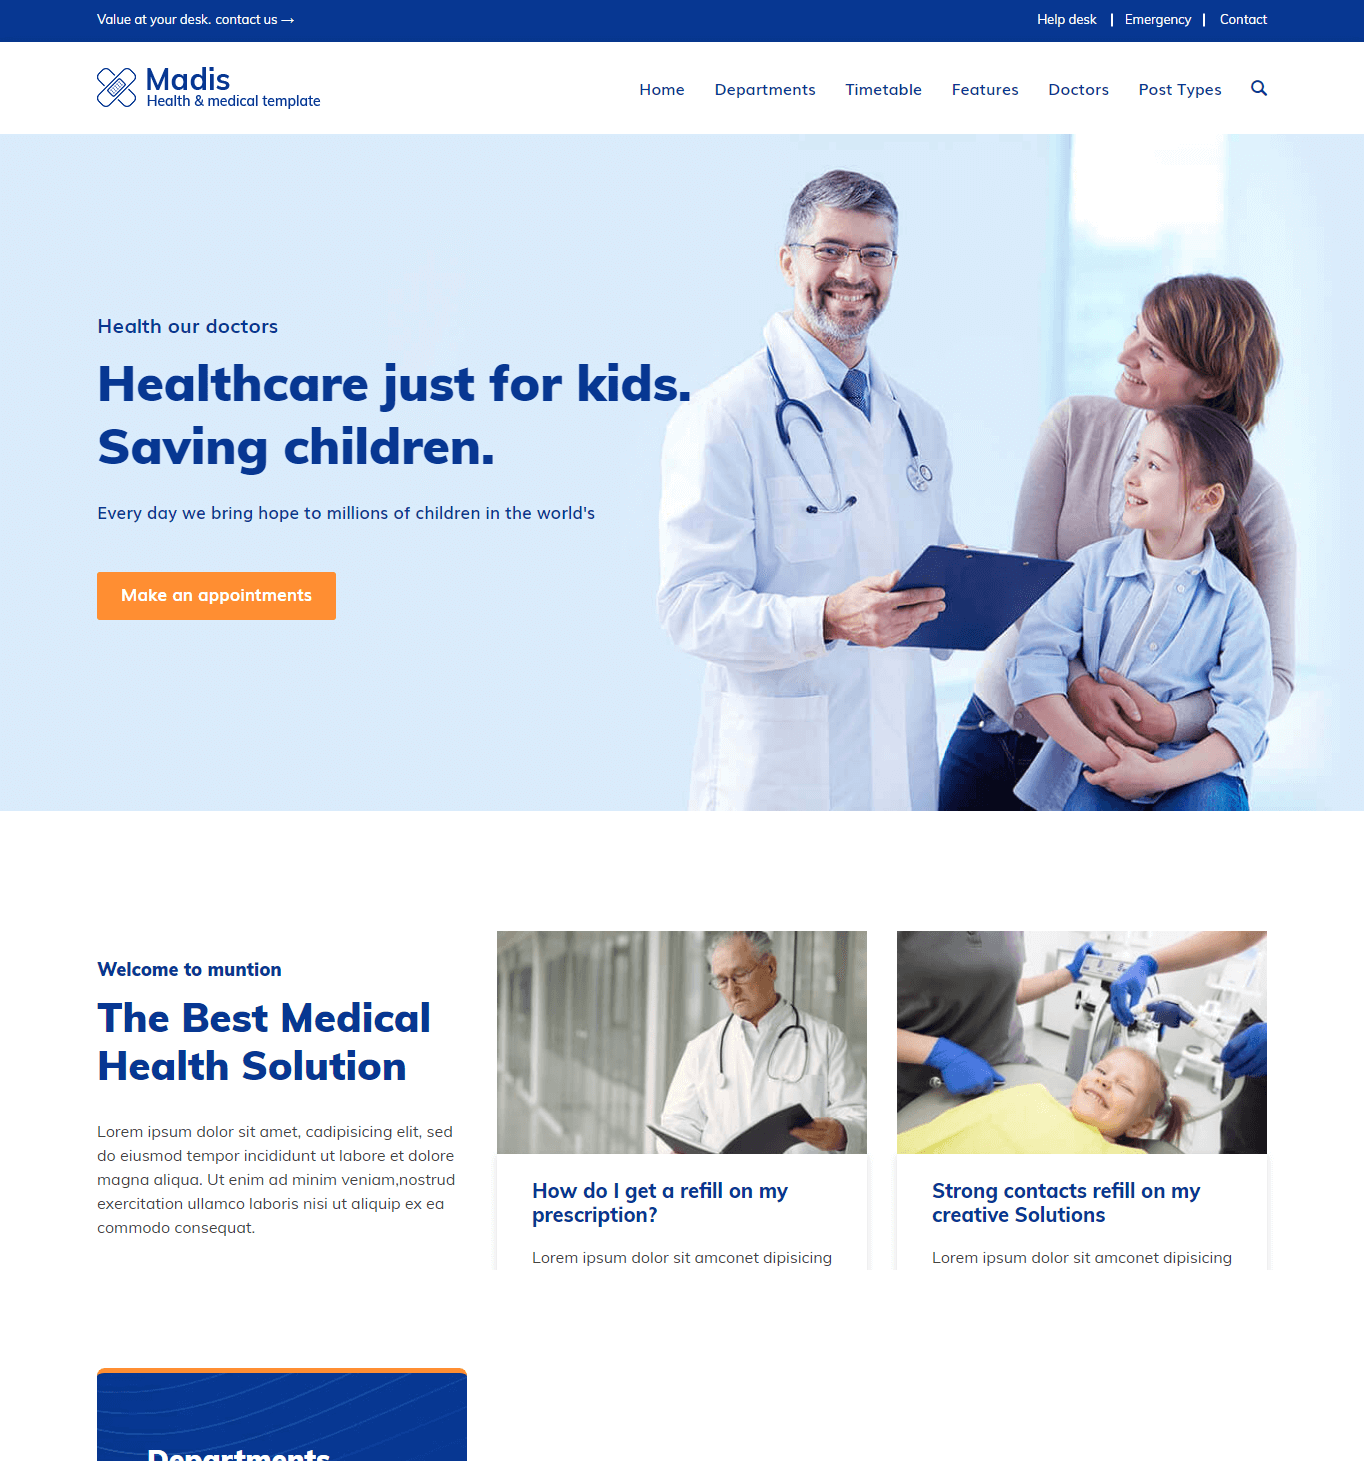 Value at your desk. contact us →
Help desk | Emergency | Contact
Madis
Health & medical template
Home Departments Timetable Features Doctors Post Types
Health our doctors
Healthcare just for kids.
Saving children.
Every day we bring hope to millions of children in the world's
Make an appointments
Welcome to muntion
The Best Medical
Health Solution
Lorem ipsum dolor sit amet, cadipisicing elit, sed
do eiusmod tempor incididunt ut labore et dolore
magna aliqua. Ut enim ad minim veniam,nostrud
exercitation ullamco laboris nisi ut aliquip ex ea
commodo consequat.
How do I get a refill on my
prescription?
Lorem ipsum dolor sit amconet dipisicing
Strong contacts refill on my
creative Solutions
Lorem ipsum dolor sit amconet dipisicing
Departments